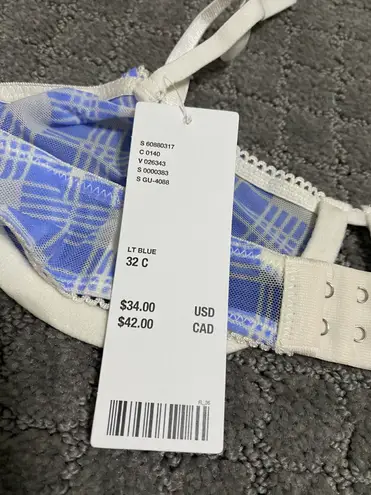 S 60880317
C 0140
V 026343
S 0000383
S GU-4088
LT BLUE
32 C
$34.00 USD
$42.00 CAD